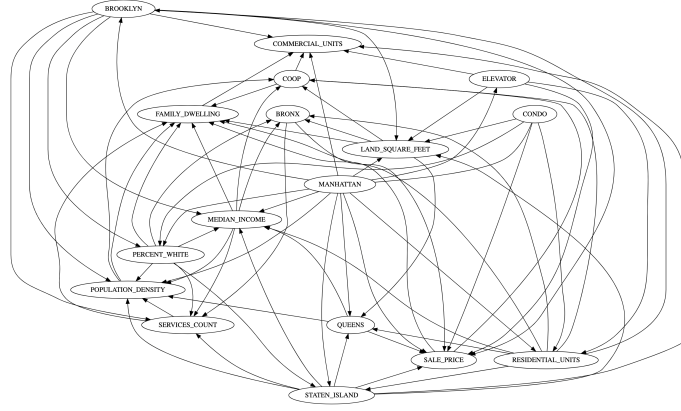 BROOKLYN
COMMERCIAL_UNITS
COOP
ELEVATOR
FAMILY_DWELLING
BRONX
CONDO
LAND_SQUARE_FEET
MANHATTAN
MEDIAN_INCOME
PERCENT_WHITE
POPULATION_DENSITY
SERVICES_COUNT
QUEENS
SALE_PRICE
RESIDENTIAL_UNITS
STATEN_ISLAND